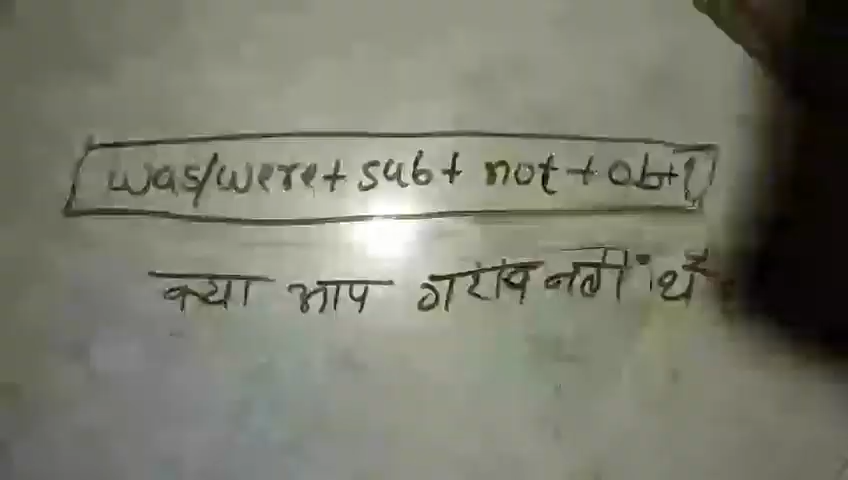 was/were + sub + not + ob + ?
क्या आप गरीब नहीं थे